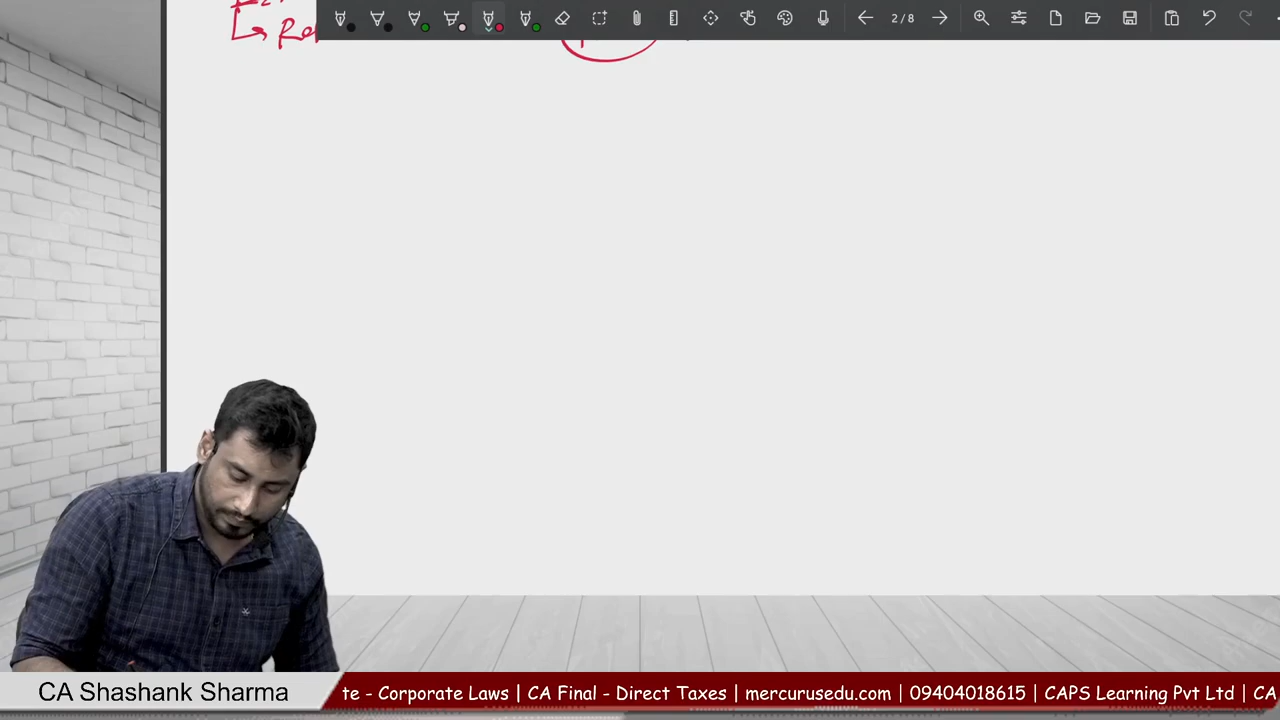 2/8
CA Shashank Sharma
te - Corporate Laws | CA Final - Direct Taxes | mercurusedu.com | 09404018615 | CAPS Learning Pvt Ltd | CA